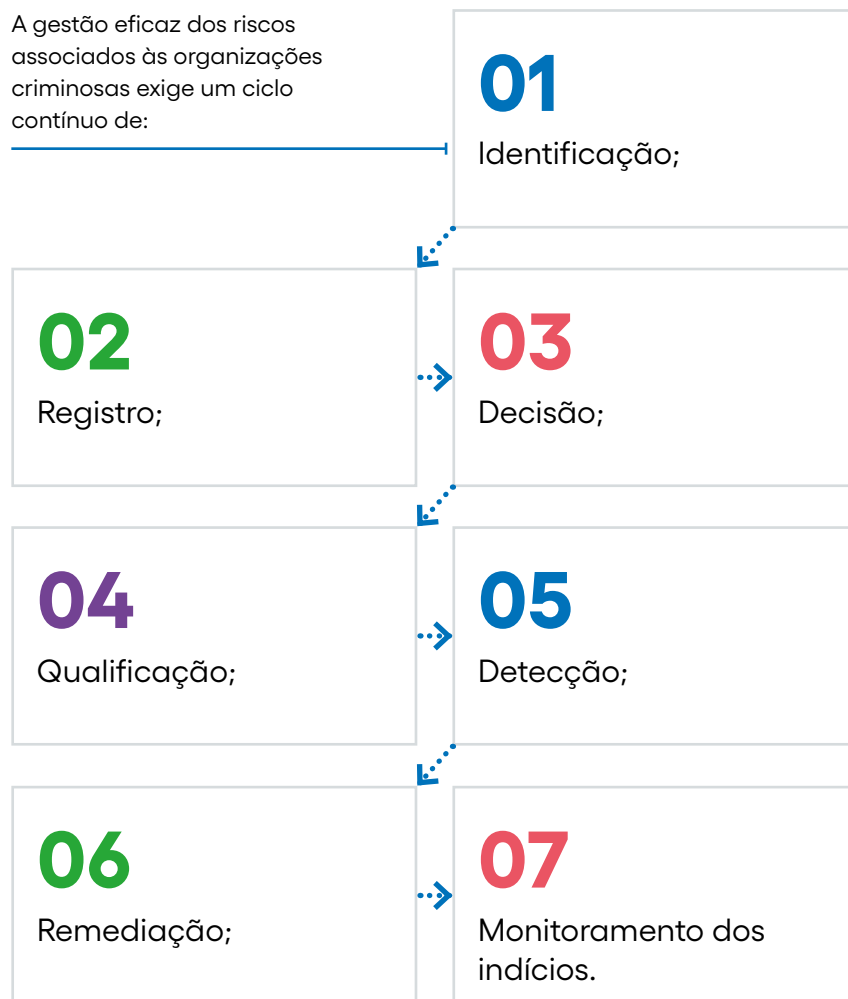 A gestão eficaz dos riscos
associados às organizações
criminosas exige um ciclo
contínuo de:
01
Identificação;
02
Registro;
03
Decisão;
04
Qualificação;
05
Detecção;
06
Remediação;
07
Monitoramento dos
indícios.